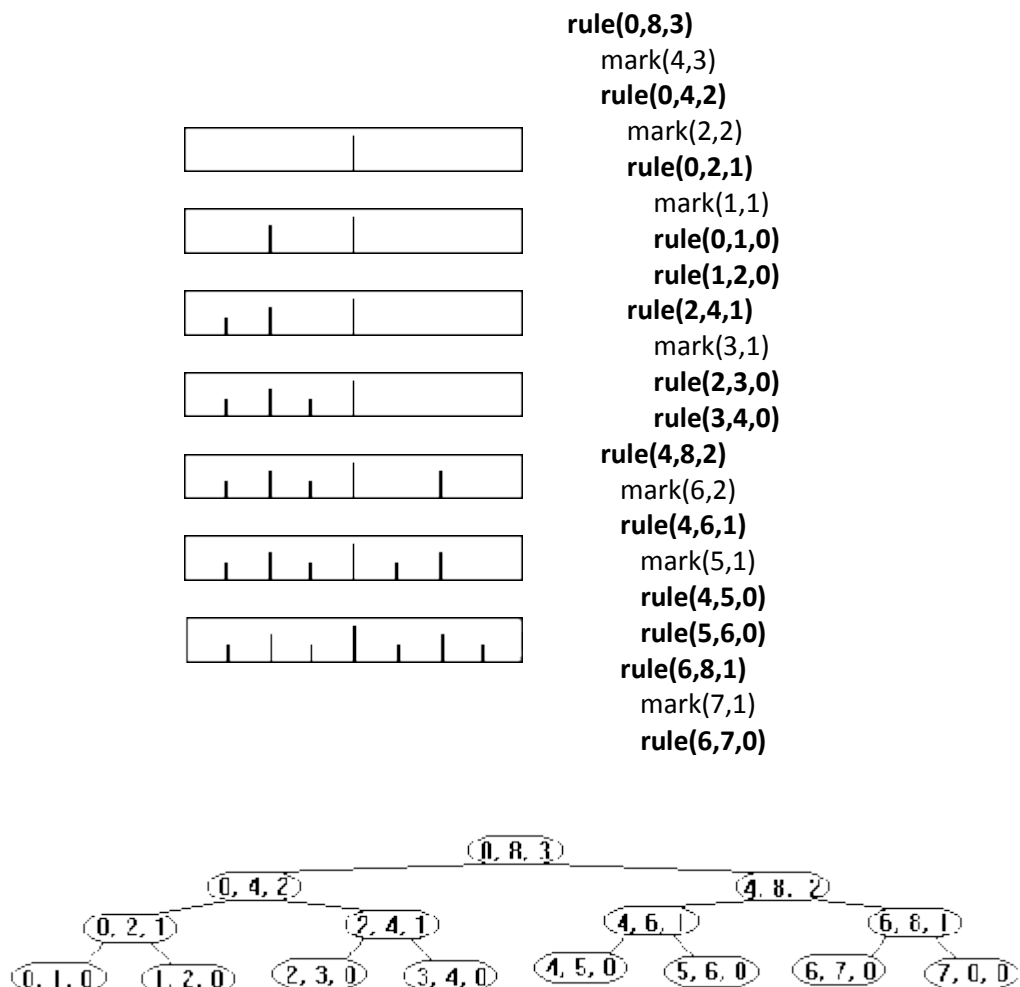 rule(0,8,3)
mark(4,3)
rule(0,4,2)
mark(2,2)
rule(0,2,1)
mark(1,1)
rule(0,1,0)
rule(1,2,0)
rule(2,4,1)
mark(3,1)
rule(2,3,0)
rule(3,4,0)
rule(4,8,2)
mark(6,2)
rule(4,6,1)
mark(5,1)
rule(4,5,0)
rule(5,6,0)
rule(6,8,1)
mark(7,1)
rule(6,7,0)
0, 8, 3
0, 4, 2 4, 8, 2
0, 2, 1 2, 4, 1 4, 6, 1 6, 8, 1
0, 1, 0 1, 2, 0 2, 3, 0 3, 4, 0 4, 5, 0 5, 6, 0 6, 7, 0 7, 0, 0